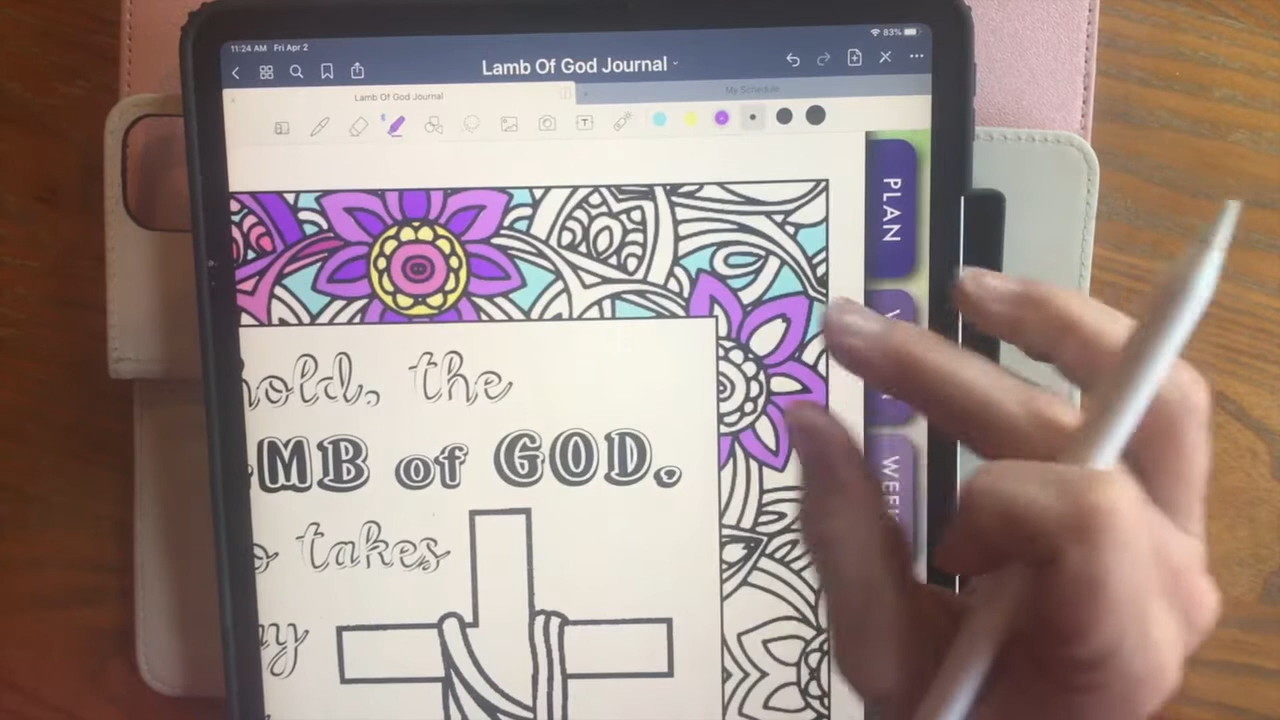 11:24 AM Fri Apr 2
83%
Lamb Of God Journal
Lamb Of God Journal
My Schedule
PLAN
hold, the
MB of GOD,
takes
WEEK